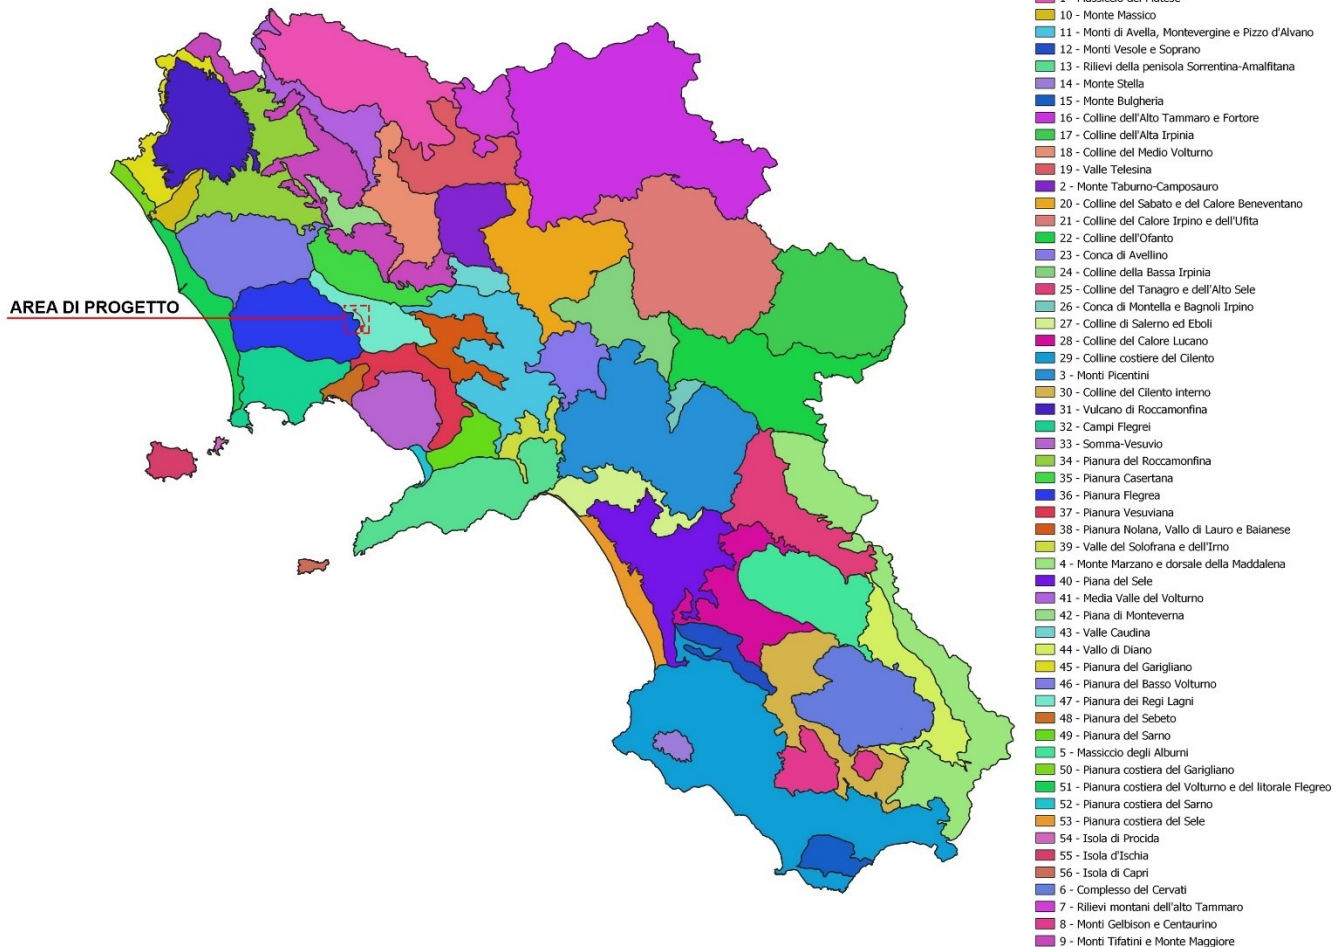 AREA DI PROGETTO
1 - Massiccio del Matese
10 - Monte Massico
11 - Monti di Avella, Montevergine e Pizzo d'Alvano
12 - Monti Vesole e Soprano
13 - Rilievi della penisola Sorrentina-Amalfitana
14 - Monte Stella
15 - Monte Bulgheria
16 - Colline dell'Alto Tammaro e Fortore
17 - Colline dell'Alta Irpinia
18 - Colline del Medio Volturno
19 - Valle Telesina
2 - Monte Taburno-Camposauro
20 - Colline del Sabato e del Calore Beneventano
21 - Colline del Calore Irpino e dell'Ufita
22 - Colline dell'Ofanto
23 - Conca di Avellino
24 - Colline della Bassa Irpinia
25 - Colline del Tanagro e dell'Alto Sele
26 - Conca di Montella e Bagnoli Irpino
27 - Colline di Salerno ed Eboli
28 - Colline del Calore Lucano
29 - Colline costiere del Cilento
3 - Monti Picentini
30 - Colline del Cilento interno
31 - Vulcano di Roccamonfina
32 - Campi Flegrei
33 - Somma-Vesuvio
34 - Pianura del Roccamonfina
35 - Pianura Casertana
36 - Pianura Flegrea
37 - Pianura Vesuviana
38 - Pianura Nolana, Vallo di Lauro e Baianese
39 - Valle del Solofrana e dell'Irno
4 - Monte Marzano e dorsale della Maddalena
40 - Piana del Sele
41 - Media Valle del Volturno
42 - Piana di Monteverna
43 - Valle Caudina
44 - Vallo di Diano
45 - Pianura del Garigliano
46 - Pianura del Basso Volturno
47 - Pianura dei Regi Lagni
48 - Pianura del Sebeto
49 - Pianura del Sarno
5 - Massiccio degli Alburni
50 - Pianura costiera del Garigliano
51 - Pianura costiera del Volturno e del litorale Flegreo
52 - Pianura costiera del Sarno
53 - Pianura costiera del Sele
54 - Isola di Procida
55 - Isola d'Ischia
56 - Isola di Capri
6 - Complesso del Cervati
7 - Rilievi montani dell'alto Tammaro
8 - Monti Gelbison e Centaurino
9 - Monti Tifatini e Monte Maggiore